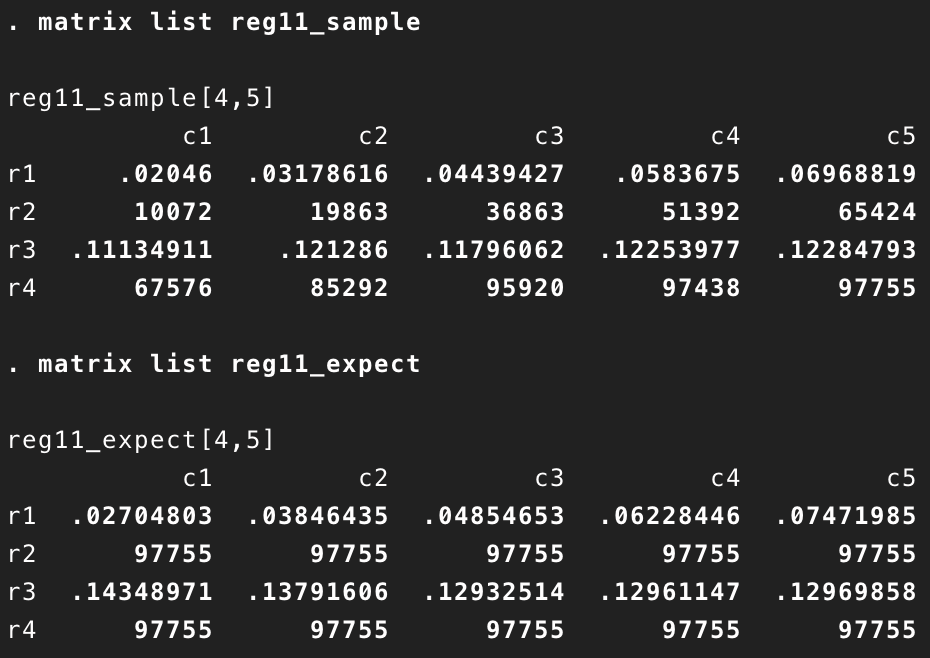 . matrix list reg11_sample
reg11_sample[4,5]
c1 c2 c3 c4 c5
r1 .02046 .03178616 .04439427 .0583675 .06968819
r2 10072 19863 36863 51392 65424
r3 .11134911 .121286 .11796062 .12253977 .12284793
r4 67576 85292 95920 97438 97755
. matrix list reg11_expect
reg11_expect[4,5]
c1 c2 c3 c4 c5
r1 .02704803 .03846435 .04854653 .06228446 .07471985
r2 97755 97755 97755 97755 97755
r3 .14348971 .13791606 .12932514 .12961147 .12969858
r4 97755 97755 97755 97755 97755